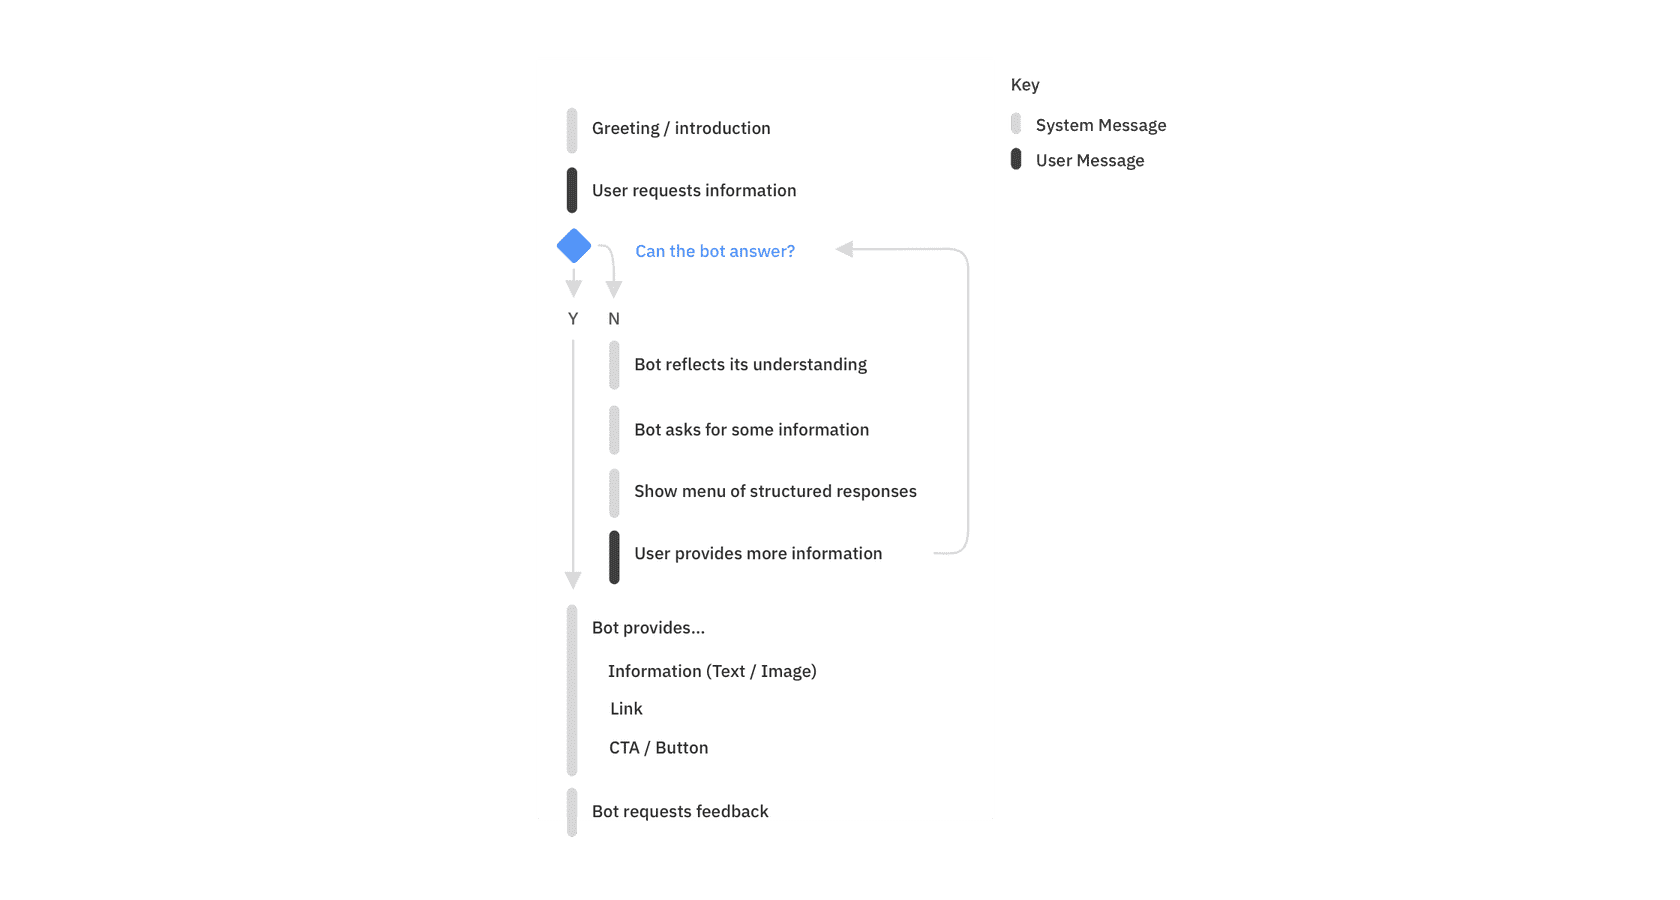 Key
System Message
User Message
Greeting / introduction
User requests information
Can the bot answer?
Y
N
Bot reflects its understanding
Bot asks for some information
Show menu of structured responses
User provides more information
Bot provides...
Information (Text / Image)
Link
CTA / Button
Bot requests feedback